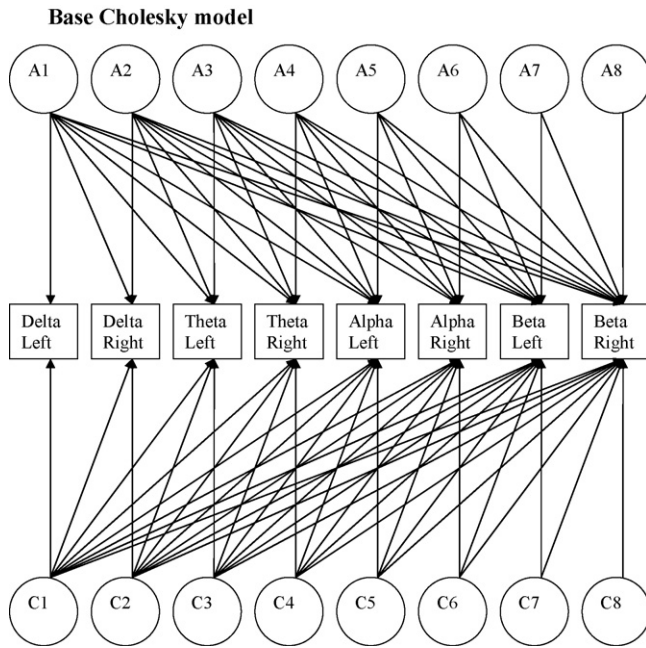 Base Cholesky model
A1 A2 A3 A4 A5 A6 A7 A8
Delta Left
Delta Right
Theta Left
Theta Right
Alpha Left
Alpha Right
Beta Left
Beta Right
C1 C2 C3 C4 C5 C6 C7 C8